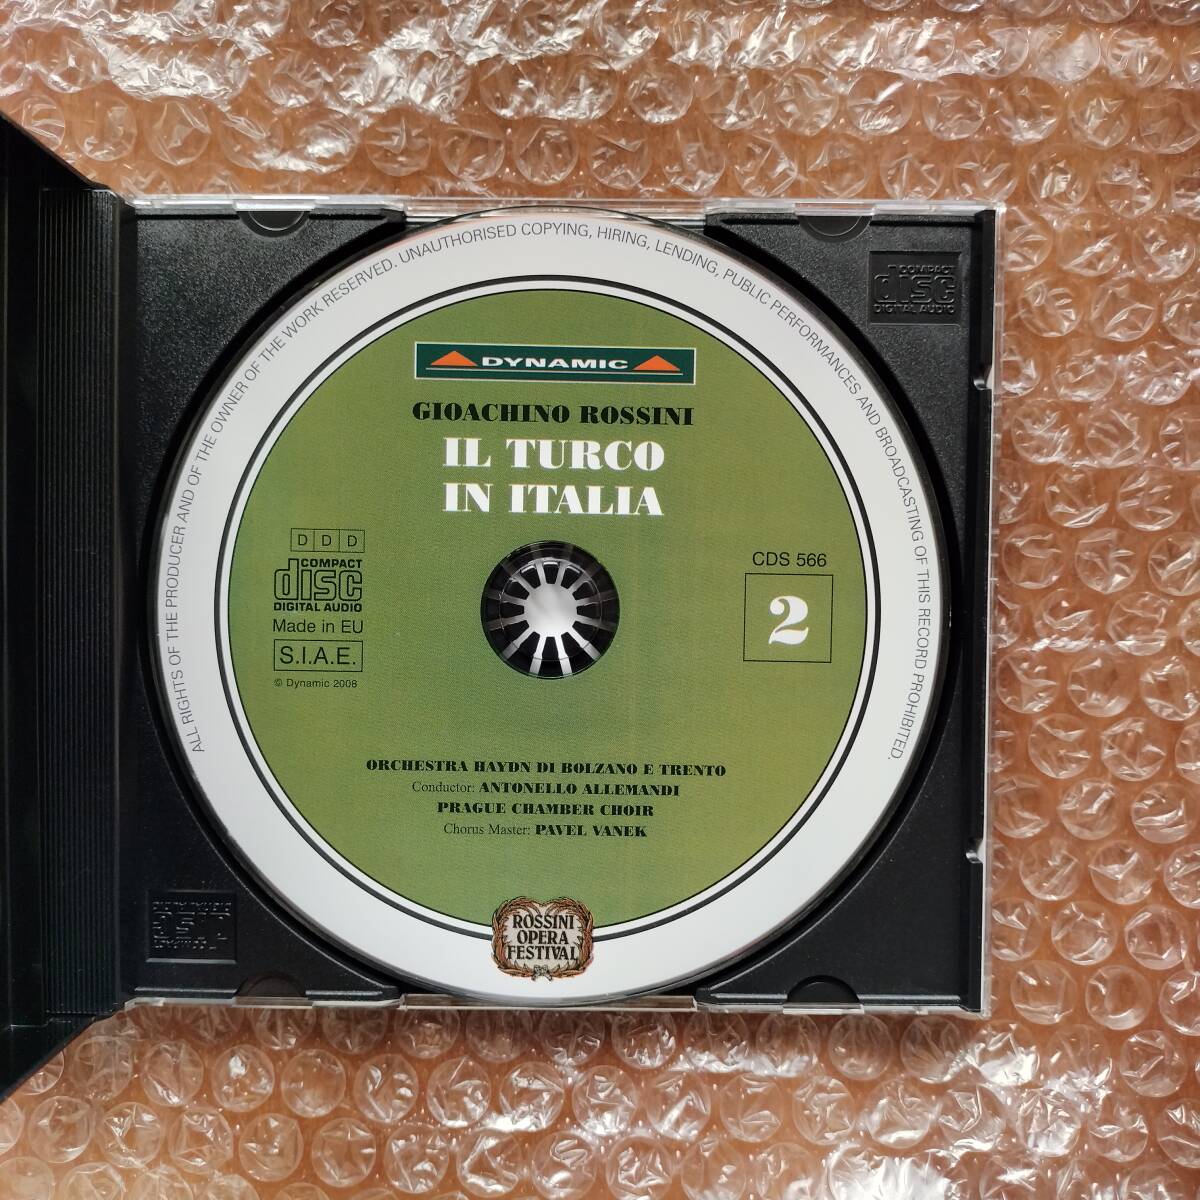 ALL RIGHTS OF THE PRODUCER AND OF THE OWNER OF THE WORK RESERVED. UNAUTHORISED COPYING, HIRING, LENDING, PUBLIC PERFORMANCES AND BROADCASTING OF THIS RECORD PROHIBITED.
COMPACT
disc
DIGITAL AUDIO
DYNAMIC
GIOACHINO ROSSINI
IL TURCO
IN ITALIA
D D D
COMPACT
disc
DIGITAL AUDIO
Made in EU
S.I.A.E.
© Dynamic 2008
CDS 566
2
ORCHESTRA HAYDN DI BOLZANO E TRENTO
Conductor: ANTONELLO ALLEMANDI
PRAGUE CHAMBER CHOIR
Chorus Master: PAVEL VANEK
ROSSINI
OPERA
FESTIVAL